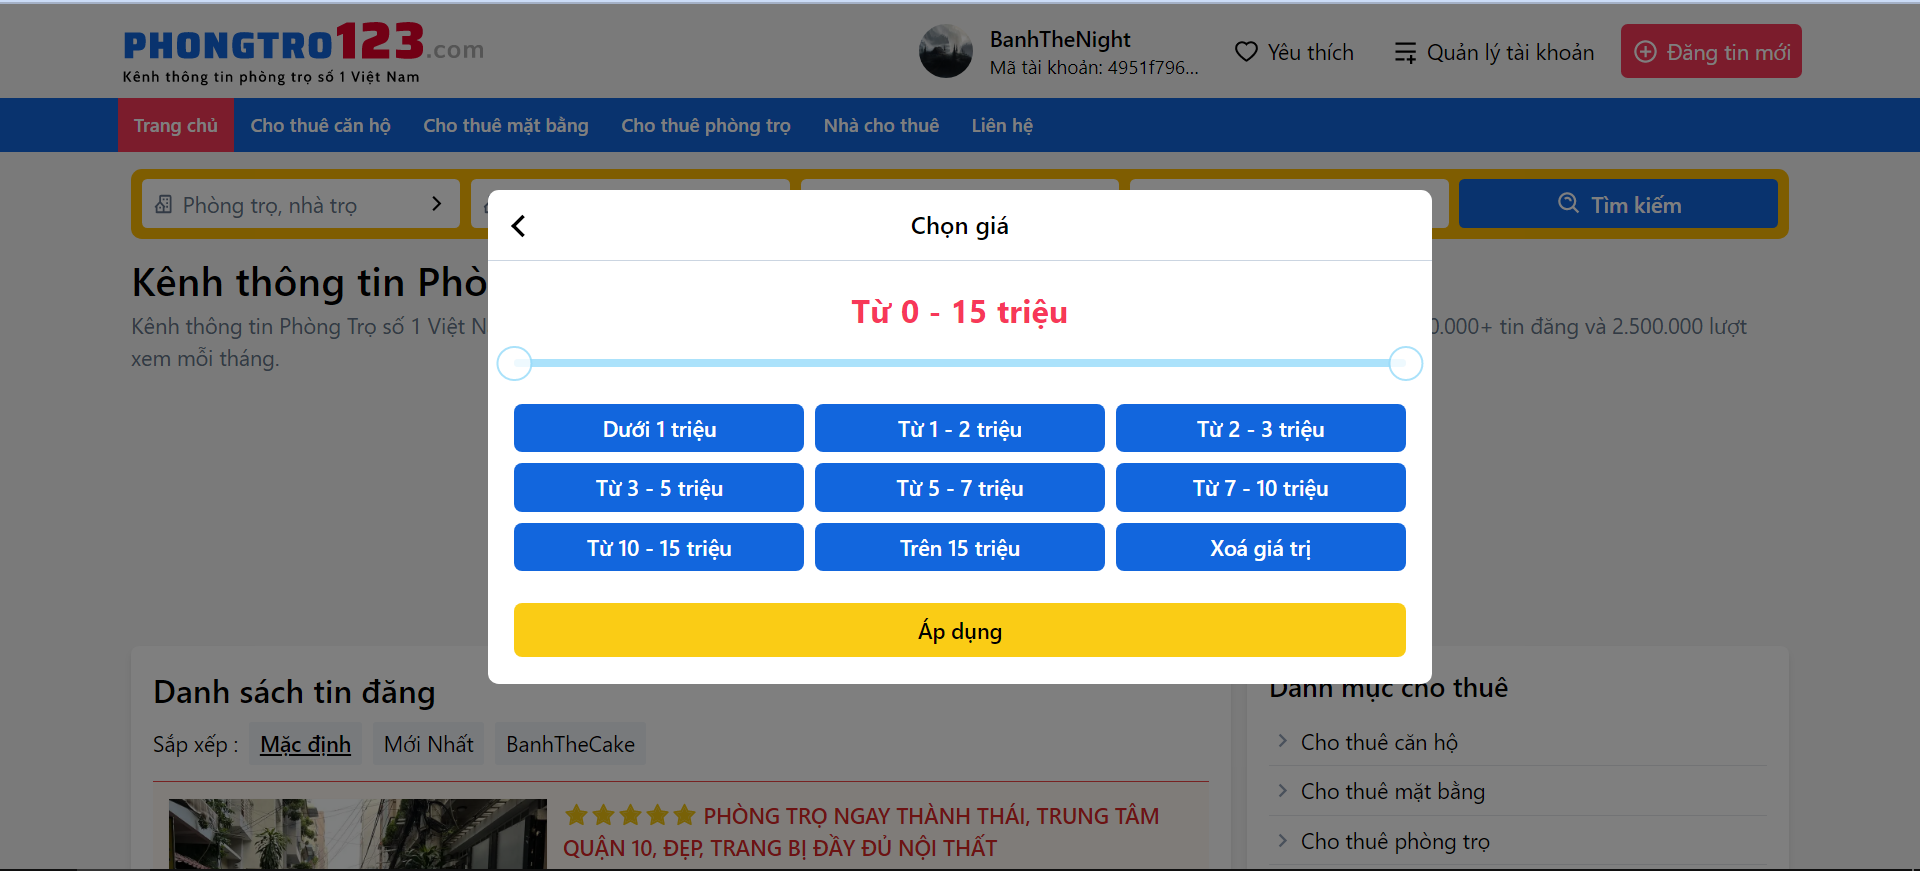 PHONGTRO123.com
Kênh thông tin phòng trọ số 1 Việt Nam
BanhTheNight
Mã tài khoản: 4951f796...
Yêu thích
Quản lý tài khoản
Đăng tin mới
Trang chủ
Cho thuê căn hộ
Cho thuê mặt bằng
Cho thuê phòng trọ
Nhà cho thuê
Liên hệ
Phòng trọ, nhà trọ
Tìm kiếm
Chọn giá
Từ 0 - 15 triệu
Dưới 1 triệu
Từ 1 - 2 triệu
Từ 2 - 3 triệu
Từ 3 - 5 triệu
Từ 5 - 7 triệu
Từ 7 - 10 triệu
Từ 10 - 15 triệu
Trên 15 triệu
Xoá giá trị
Áp dụng
Kênh thông tin Phò
Kênh thông tin Phòng Trọ số 1 Việt N
0.000+ tin đăng và 2.500.000 lượt
xem mỗi tháng.
Danh sách tin đăng
Sắp xếp :
Mặc định
Mới Nhất
BanhTheCake
PHÒNG TRỌ NGAY THÀNH THÁI, TRUNG TÂM
QUẬN 10, ĐẸP, TRANG BỊ ĐẦY ĐỦ NỘI THẤT
Danh mục cho thuê
Cho thuê căn hộ
Cho thuê mặt bằng
Cho thuê phòng trọ